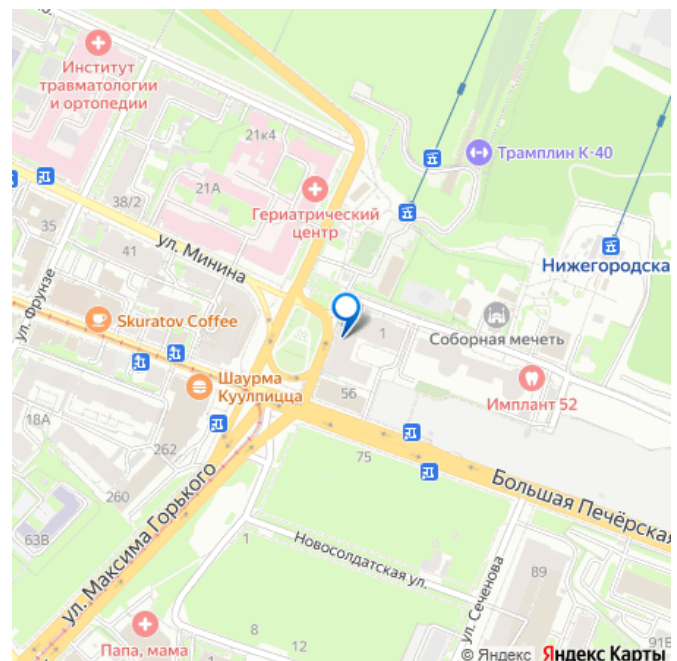 Институт
травматологии
и ортопедии
21к4
Трамплин К-40
21А
38/2
Гериатрический
центр
35
ул. Минина
41
Нижегородска
ул. Фрунзе
Skuratov Coffee
1
Соборная мечеть
Шаурма
Куулпицца
56
Имплант 52
18А
262
75
260
Большая Печёрская
63В
ул. Максима Горького
1
Новосолдатская ул.
ул. Сеченова
89
8
12
91В
Папа, мама
© Яндекс Яндекс Карты